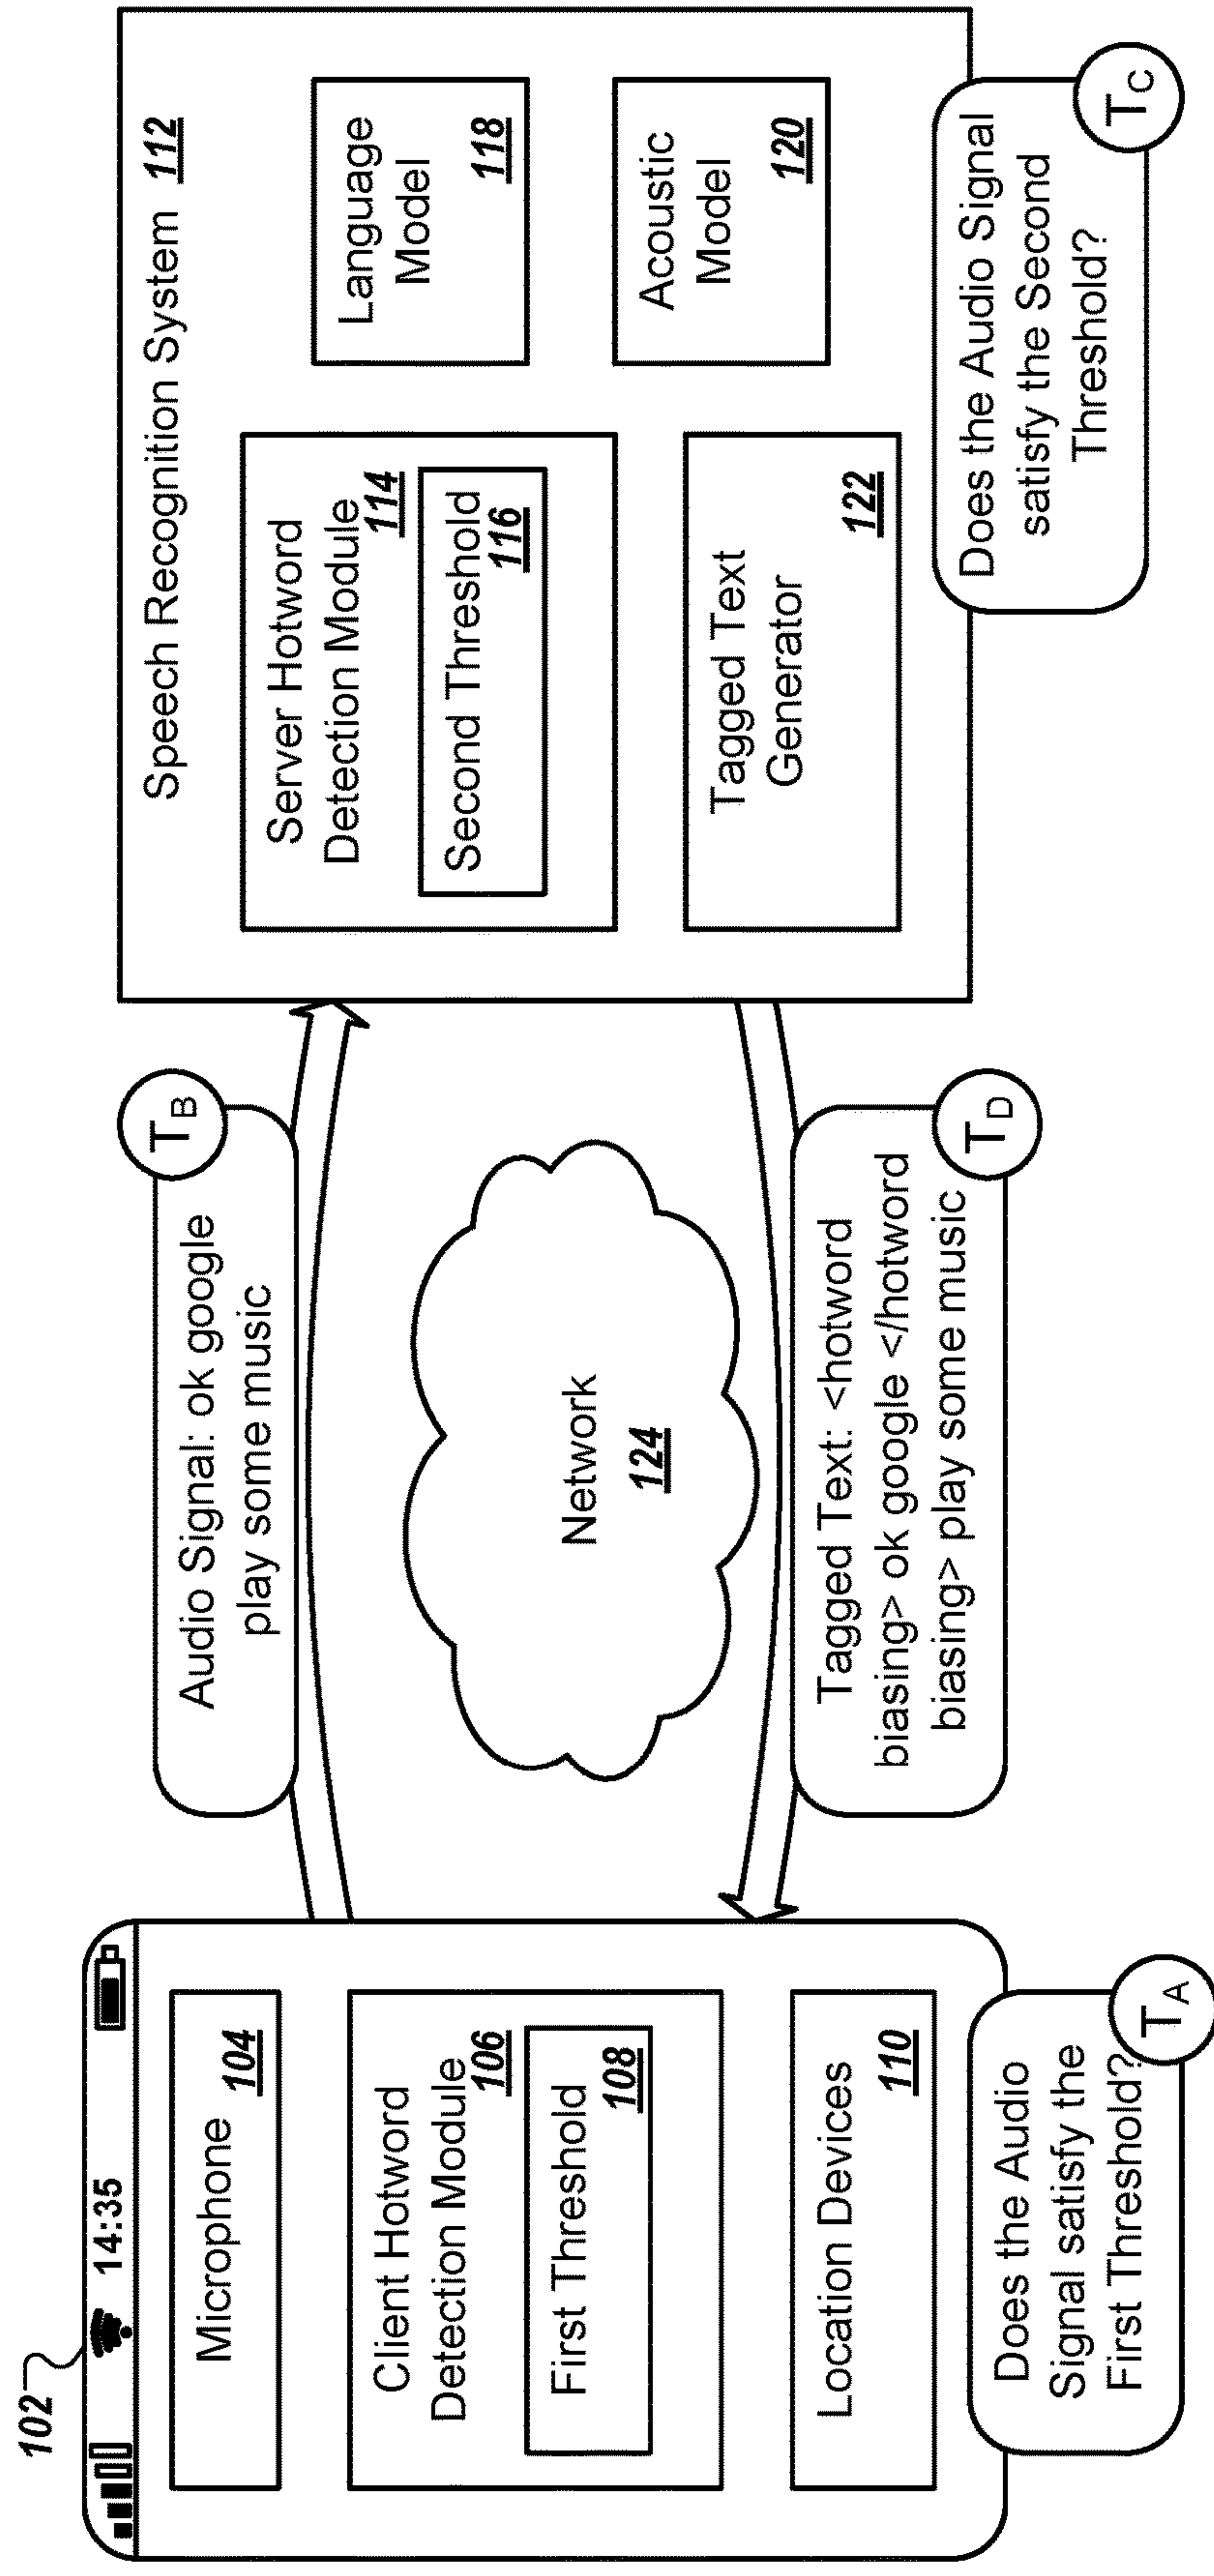 102
14:35
Microphone
104
Client Hotword
Detection Module
106
First Threshold
108
Location Devices
110
Does the Audio
Signal satisfy the
First Threshold?
TA
Audio Signal: ok google
play some music
TB
Network
124
Tagged Text: <hotword
biasing> ok google </hotword
biasing> play some music
TD
Speech Recognition System 112
Server Hotword
Detection Module
114
Second Threshold
116
Language
Model
118
Tagged Text
Generator
122
Acoustic
Model
120
Does the Audio Signal
satisfy the Second
Threshold?
TC